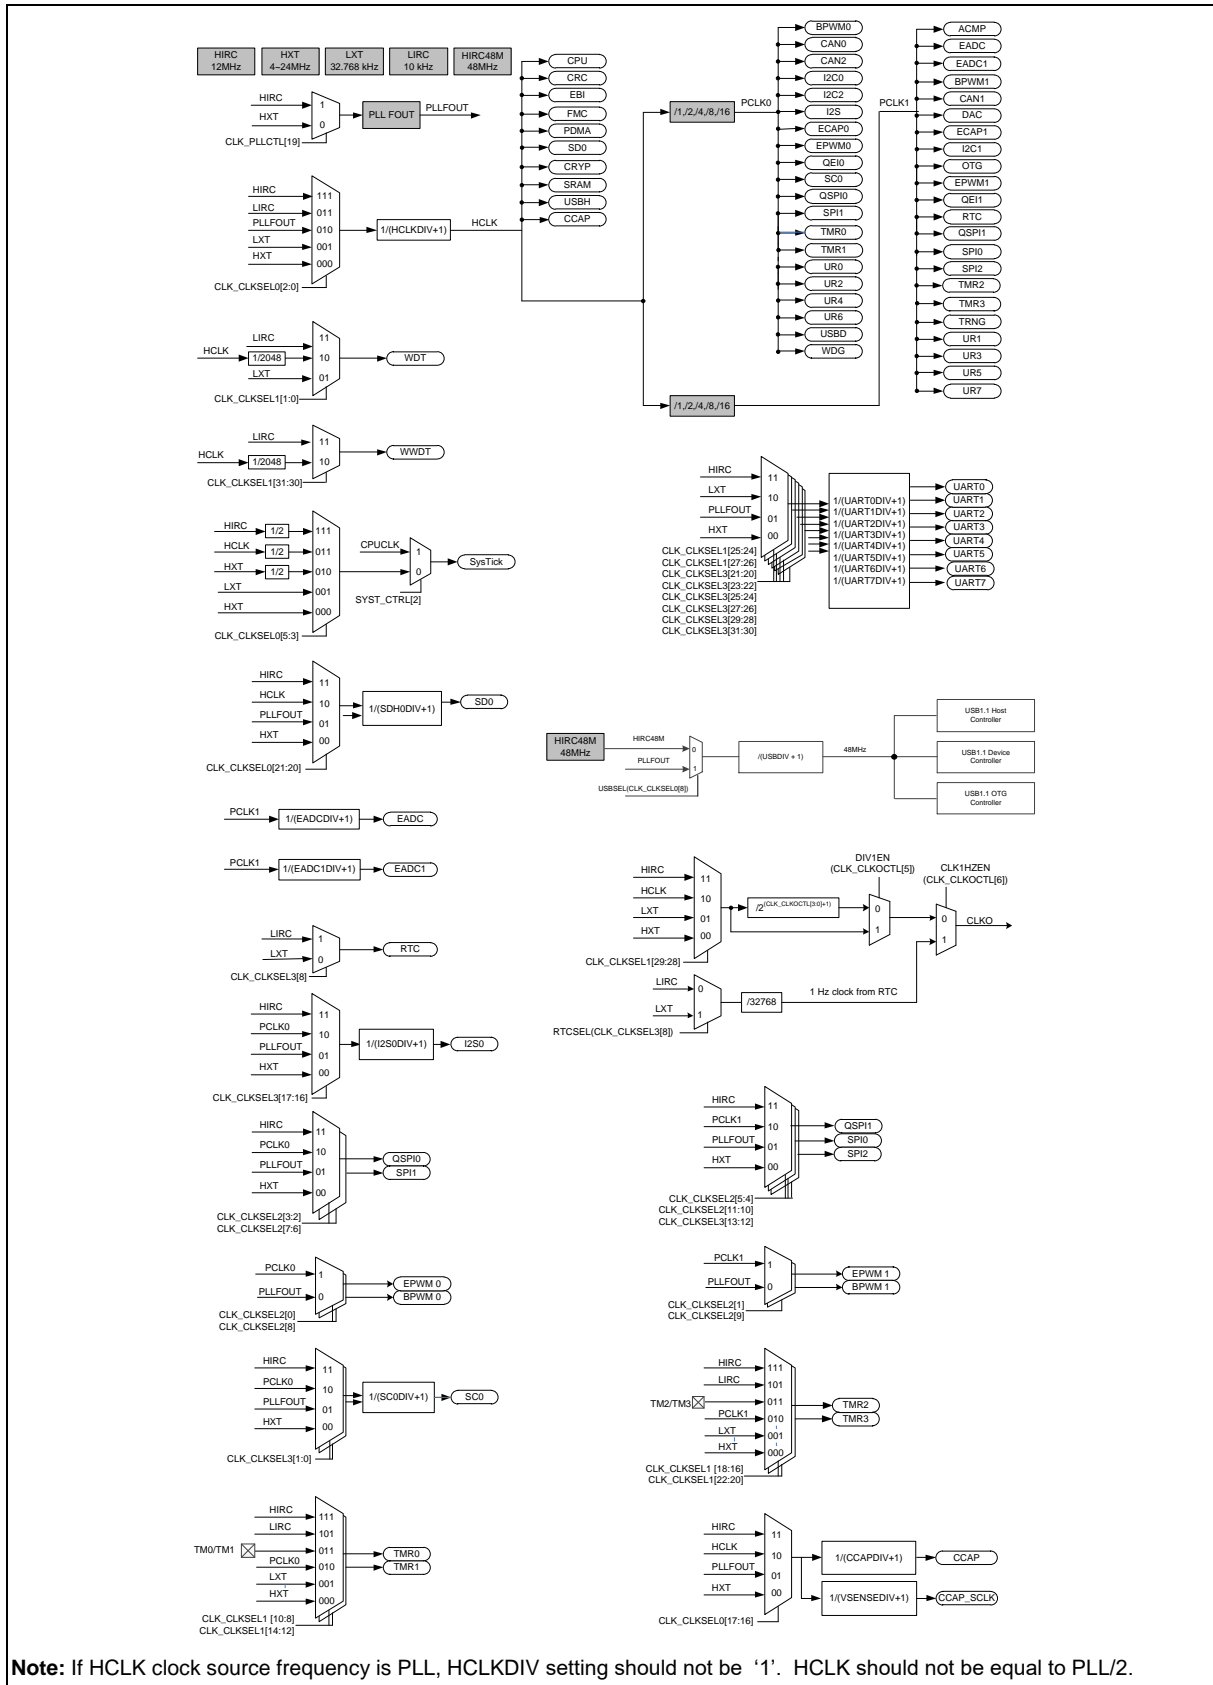 HIRC
12MHz
HXT
4~24MHz
LXT
32.768 kHz
LIRC
10 kHz
HIRC48M
48MHz
HIRC
HXT
1
0
CLK_PLLCTL[19]
PLL FOUT
PLLFOUT
HIRC
LIRC
PLLFOUT
LXT
HXT
111
011
010
001
000
CLK_CLKSEL0[2:0]
1/(HCLKDIV+1)
HCLK
CPU
CRC
EBI
FMC
PDMA
SD0
CRYP
SRAM
USBH
CCAP
/1,/2,/4,/8,/16
PCLK0
BPWM0
CAN0
CAN2
I2C0
I2C2
I2S
ECAP0
EPWM0
QEI0
SC0
QSPI0
SPI1
TMR0
TMR1
UR0
UR2
UR4
UR6
USBD
WDG
/1,/2,/4,/8,/16
PCLK1
ACMP
EADC
EADC1
BPWM1
CAN1
DAC
ECAP1
I2C1
OTG
EPWM1
QEI1
RTC
QSPI1
SPI0
SPI2
TMR2
TMR3
TRNG
UR1
UR3
UR5
UR7
LIRC
HCLK
1/2048
LXT
11
10
01
CLK_CLKSEL1[1:0]
WDT
LIRC
HCLK
1/2048
11
10
CLK_CLKSEL1[31:30]
WWDT
HIRC
1/2
HCLK
1/2
HXT
1/2
LXT
HXT
111
011
010
001
000
CLK_CLKSEL0[5:3]
CPUCLK
1
0
SYST_CTRL[2]
SysTick
HIRC
LXT
PLLFOUT
HXT
11
10
01
00
CLK_CLKSEL1[25:24]
CLK_CLKSEL1[27:26]
CLK_CLKSEL3[21:20]
CLK_CLKSEL3[23:22]
CLK_CLKSEL3[25:24]
CLK_CLKSEL3[27:26]
CLK_CLKSEL3[29:28]
CLK_CLKSEL3[31:30]
1/(UART0DIV+1)
1/(UART1DIV+1)
1/(UART2DIV+1)
1/(UART3DIV+1)
1/(UART4DIV+1)
1/(UART5DIV+1)
1/(UART6DIV+1)
1/(UART7DIV+1)
UART0
UART1
UART2
UART3
UART4
UART5
UART6
UART7
HIRC
HCLK
PLLFOUT
HXT
11
10
01
00
CLK_CLKSEL0[21:20]
1/(SDH0DIV+1)
SD0
HIRC48M
48MHz
HIRC48M
PLLFOUT
0
1
USBSEL(CLK_CLKSEL0[8])
/(USBDIV + 1)
48MHz
USB1.1 Host
Controller
USB1.1 Device
Controller
USB1.1 OTG
Controller
PCLK1
1/(EADCDIV+1)
EADC
PCLK1
1/(EADC1DIV+1)
EADC1
HIRC
HCLK
LXT
HXT
11
10
01
00
CLK_CLKSEL1[29:28]
/2(CLK_CLKOCTL[3:0]+1)
DIV1EN
(CLK_CLKOCTL[5])
0
1
CLK1HZEN
(CLK_CLKOCTL[6])
0
1
CLKO
LIRC
LXT
0
1
RTCSEL(CLK_CLKSEL3[8])
/32768
1 Hz clock from RTC
LIRC
LXT
1
0
CLK_CLKSEL3[8]
RTC
HIRC
PCLK0
PLLFOUT
HXT
11
10
01
00
CLK_CLKSEL3[17:16]
1/(I2S0DIV+1)
I2S0
HIRC
PCLK0
PLLFOUT
HXT
11
10
01
00
CLK_CLKSEL2[3:2]
CLK_CLKSEL2[7:6]
QSPI0
SPI1
HIRC
PCLK1
PLLFOUT
HXT
11
10
01
00
CLK_CLKSEL2[5:4]
CLK_CLKSEL2[11:10]
CLK_CLKSEL3[13:12]
QSPI1
SPI0
SPI2
PCLK0
PLLFOUT
1
0
CLK_CLKSEL2[0]
CLK_CLKSEL2[8]
EPWM 0
BPWM 0
PCLK1
PLLFOUT
1
0
CLK_CLKSEL2[1]
CLK_CLKSEL2[9]
EPWM 1
BPWM 1
HIRC
PCLK0
PLLFOUT
HXT
11
10
01
00
CLK_CLKSEL3[1:0]
1/(SC0DIV+1)
SC0
HIRC
LIRC
TM2/TM3
PCLK1
LXT
HXT
111
101
011
010
001
000
CLK_CLKSEL1 [18:16]
CLK_CLKSEL1[22:20]
TMR2
TMR3
HIRC
LIRC
TM0/TM1
PCLK0
LXT
HXT
111
101
011
010
001
000
CLK_CLKSEL1 [10:8]
CLK_CLKSEL1[14:12]
TMR0
TMR1
HIRC
HCLK
PLLFOUT
HXT
11
10
01
00
CLK_CLKSEL0[17:16]
1/(CCAPDIV+1)
CCAP
1/(VSENSEDIV+1)
CCAP_SCLK
Note: If HCLK clock source frequency is PLL, HCLKDIV setting should not be ‘1’. HCLK should not be equal to PLL/2.